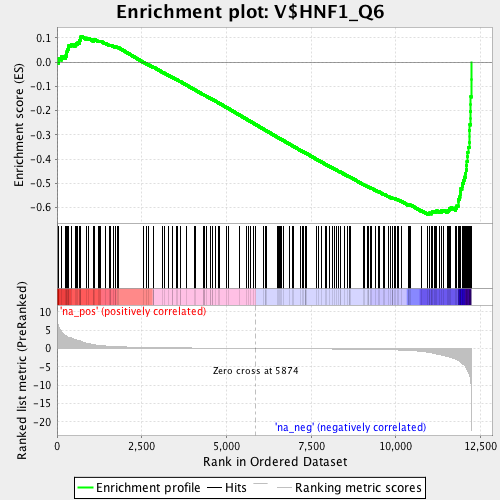 Enrichment plot: V$HNF1_Q6
Enrichment score (ES)
0.1
0.0
-0.1
-0.2
-0.3
-0.4
-0.5
-0.6
'na_pos' (positively correlated)
Ranked list metric (PreRanked)
10
5
0
-5
-10
-15
-20
Zero cross at 5874
'na_neg' (negatively correlated)
0
2,500
5,000
7,500
10,000
12,500
Rank in Ordered Dataset
Enrichment profile
Hits
Ranking metric scores